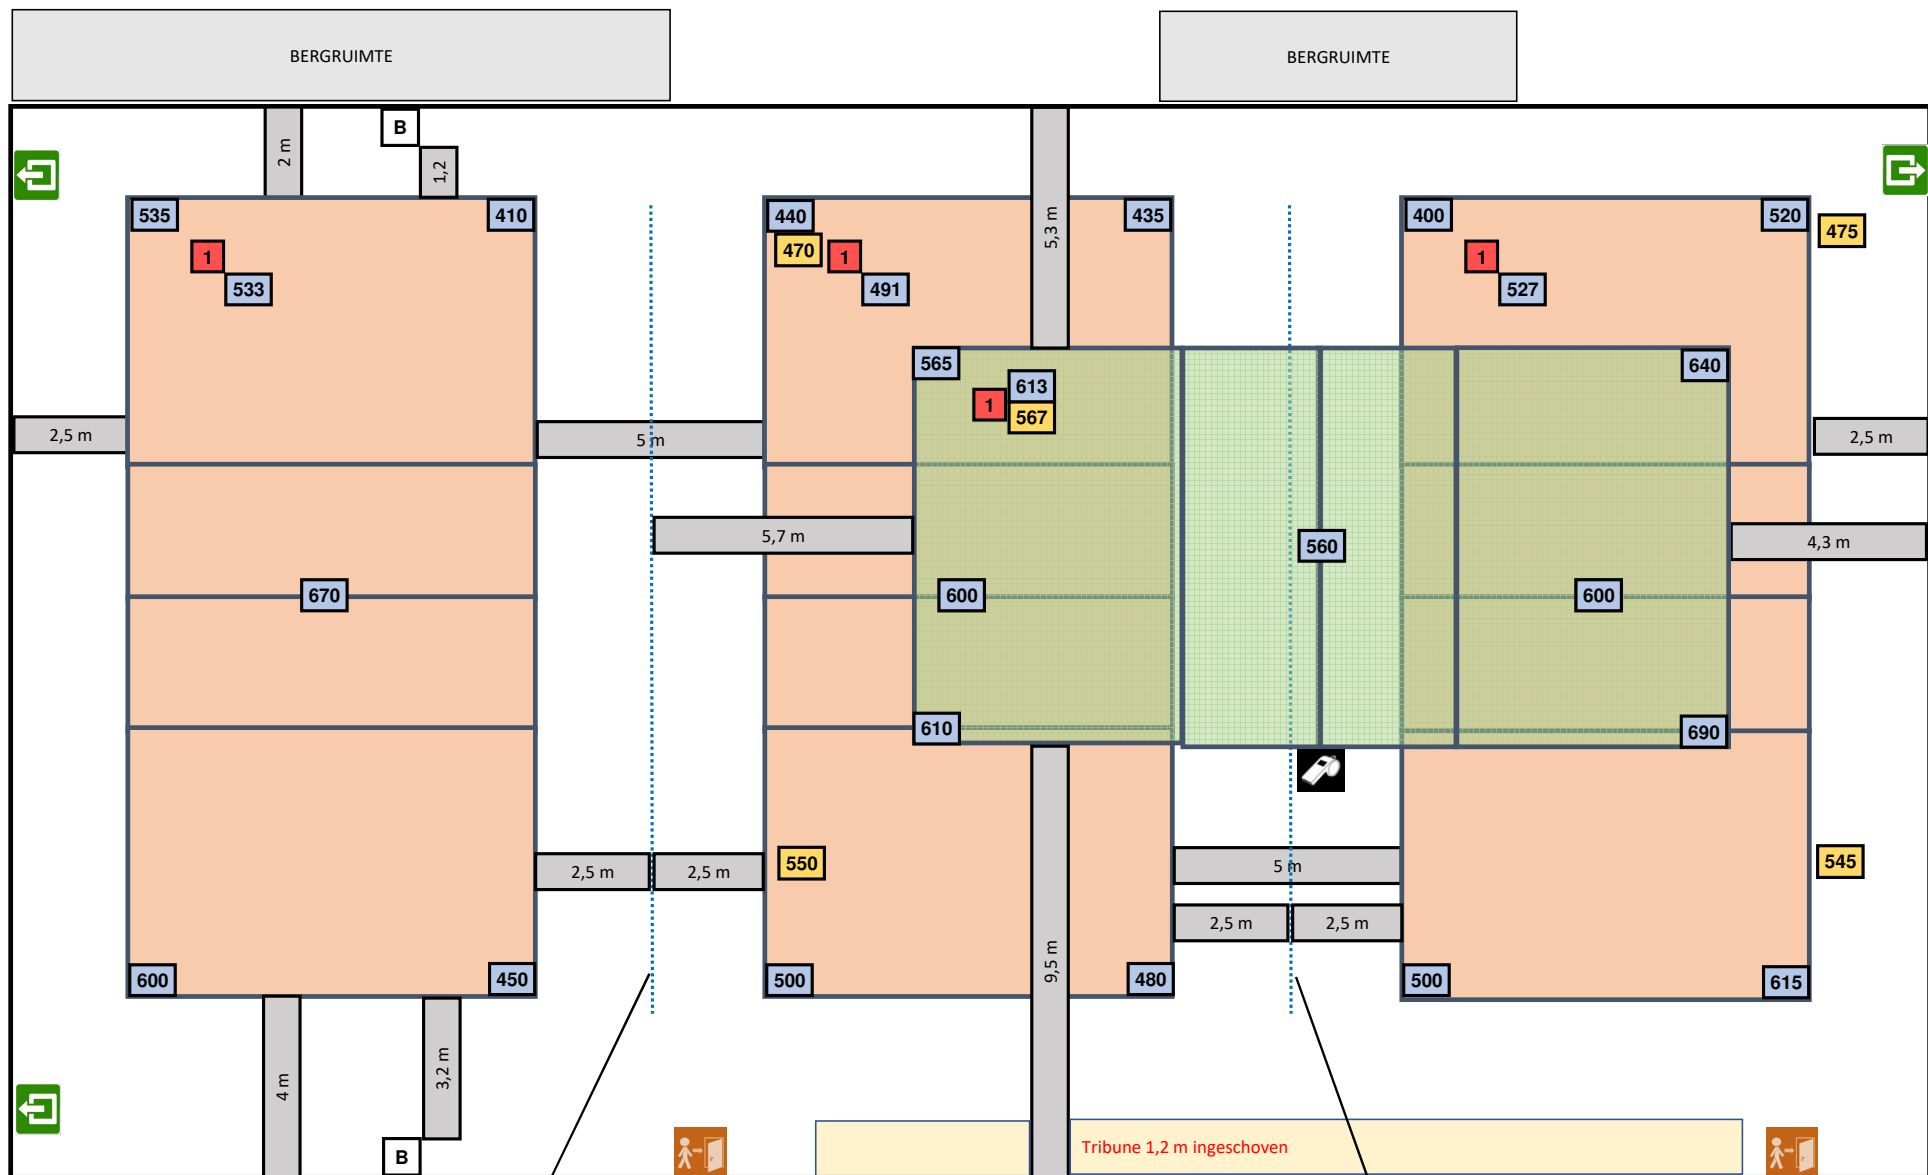 BERGRUIMTE
BERGRUIMTE
2 m
B
1,2
5,3 m
535
410
440
435
400
520
475
470
1
1
1
533
491
527
565
640
613
1
567
2,5 m
5 m
2,5 m
5,7 m
560
4,3 m
670
600
600
610
690
2,5 m
2,5 m
550
5 m
545
2,5 m
2,5 m
9,5 m
600
450
500
480
500
615
4 m
3,2 m
B
Tribune 1,2 m ingeschoven